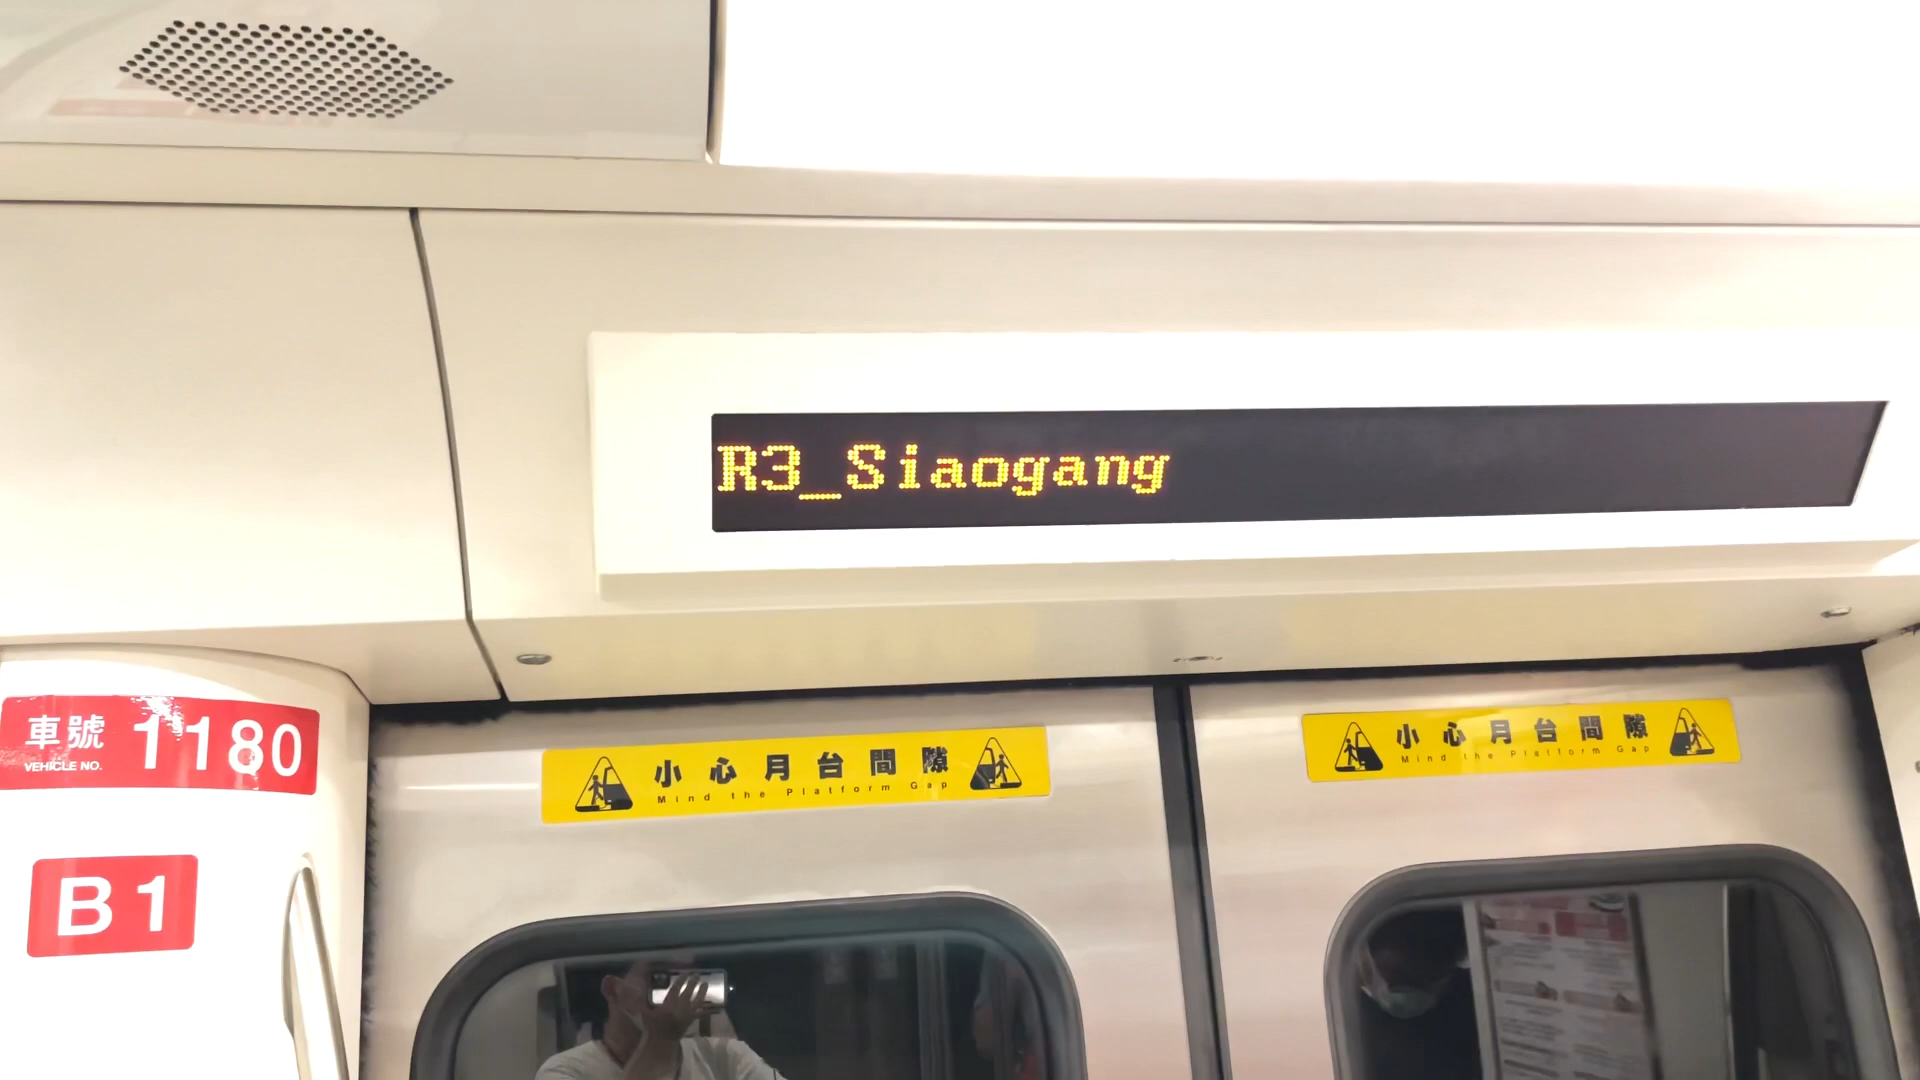 R3_Siaogang
車號 1180
VEHICLE NO.
B1
小心月台間隙
Mind the Platform Gap
小心月台間隙
Mind the Platform Gap